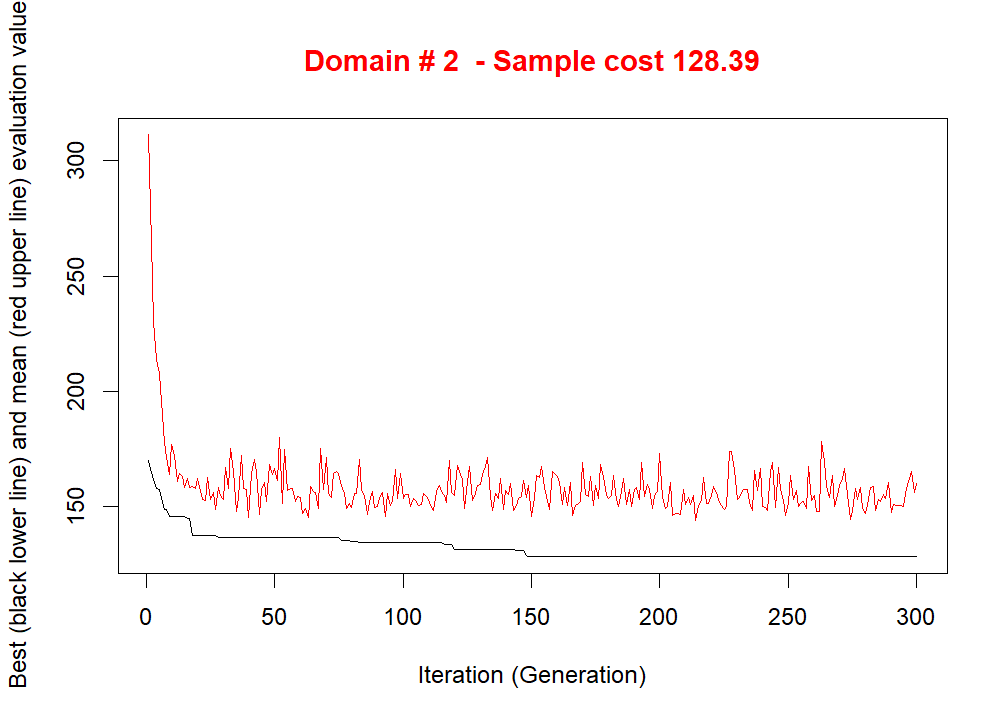 Domain # 2  - Sample cost 128.39
Best (black lower line) and mean (red upper line) evaluation value
300
250
200
150
0 50 100 150 200 250 300
Iteration (Generation)